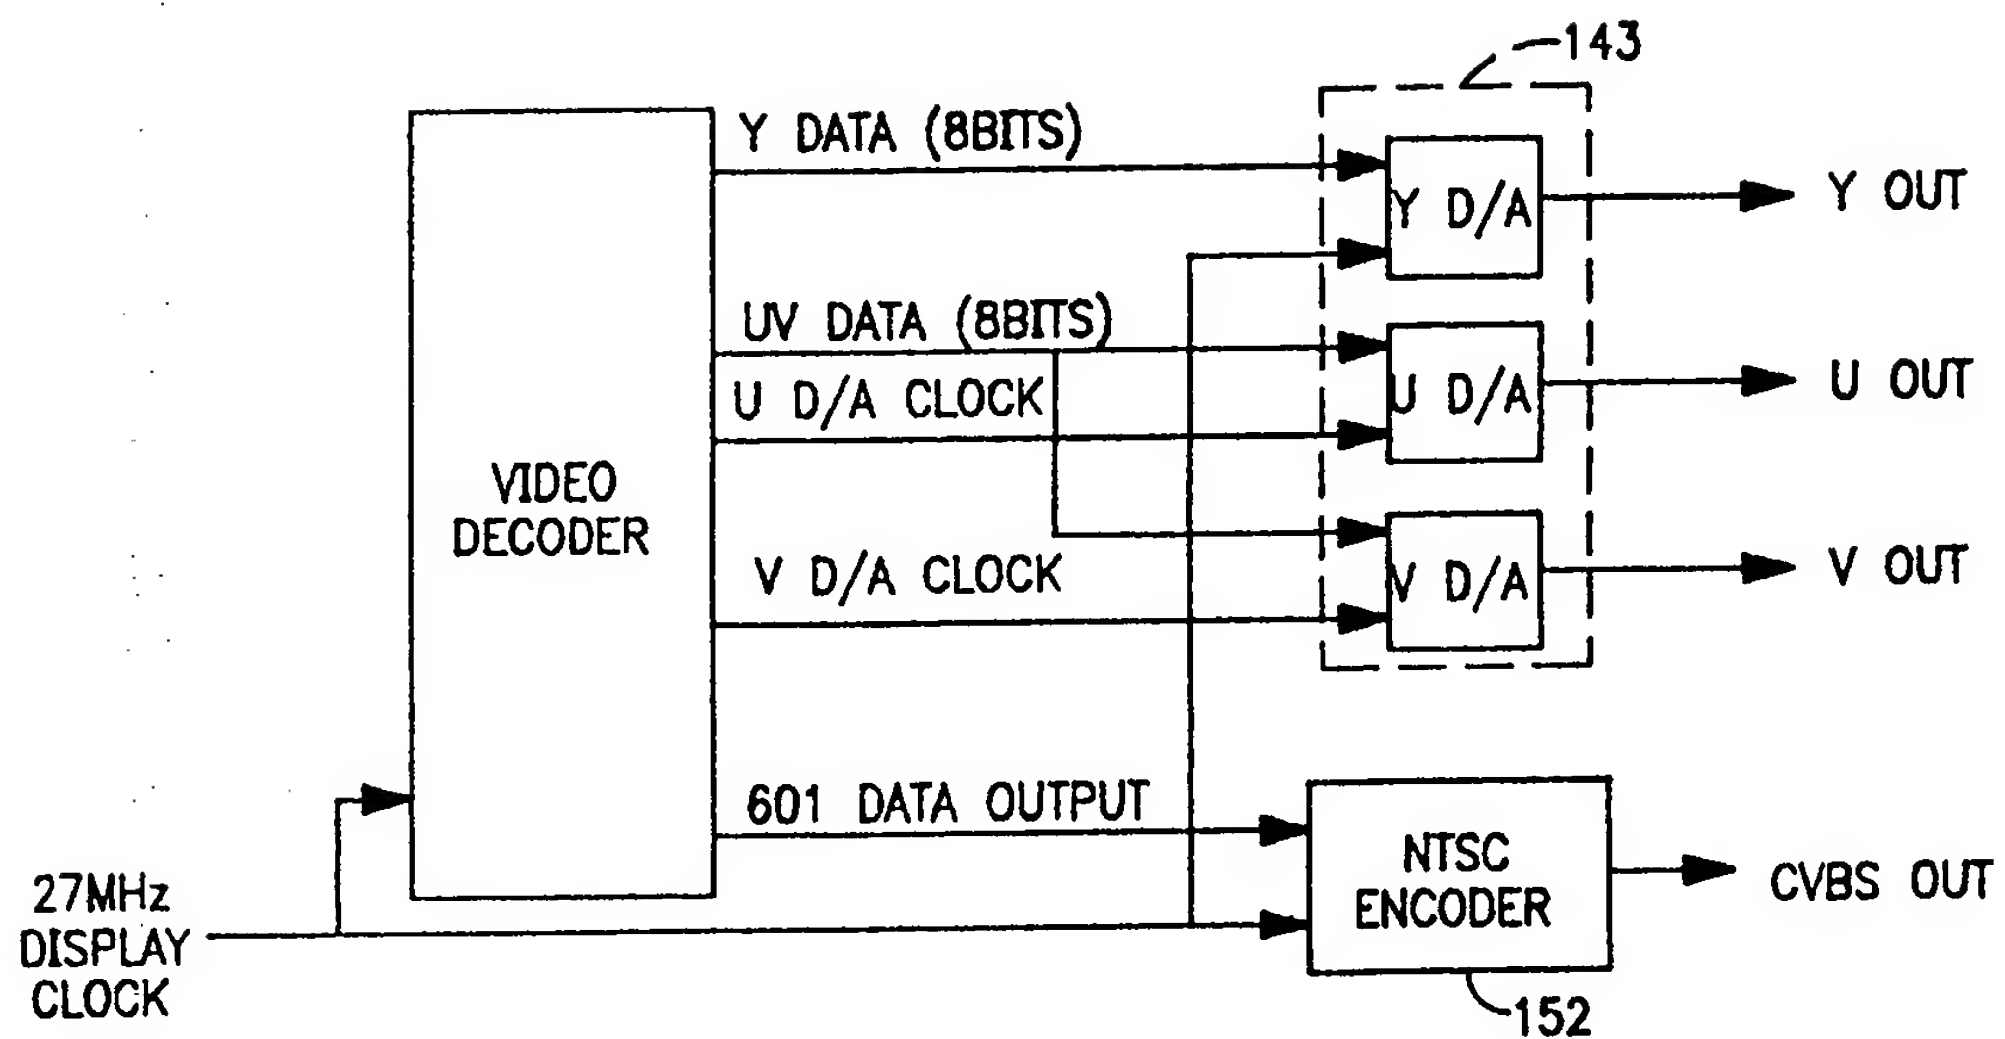 143
Y DATA (8BITS)
Y D/A
Y OUT
UV DATA (8BITS)
U D/A CLOCK
U D/A
U OUT
VIDEO
DECODER
V D/A CLOCK
V D/A
V OUT
601 DATA OUTPUT
NTSC
ENCODER
CVBS OUT
27MHz
DISPLAY
CLOCK
152